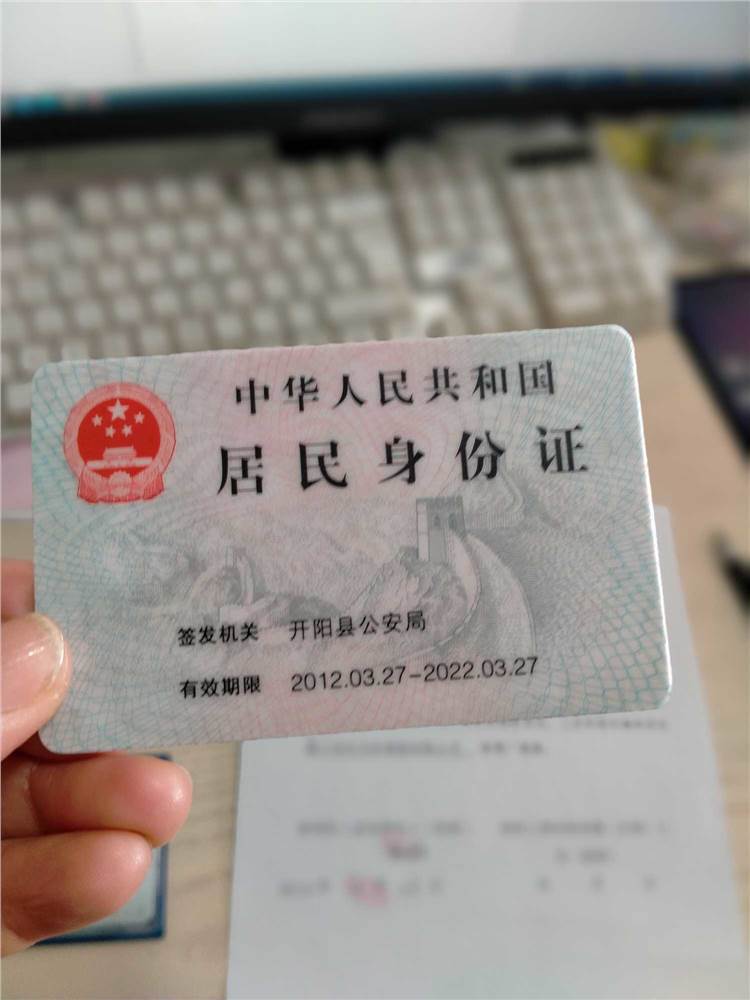 中华人民共和国
居民身份证
签发机关 开阳县公安局
有效期限 2012.03.27-2022.03.27